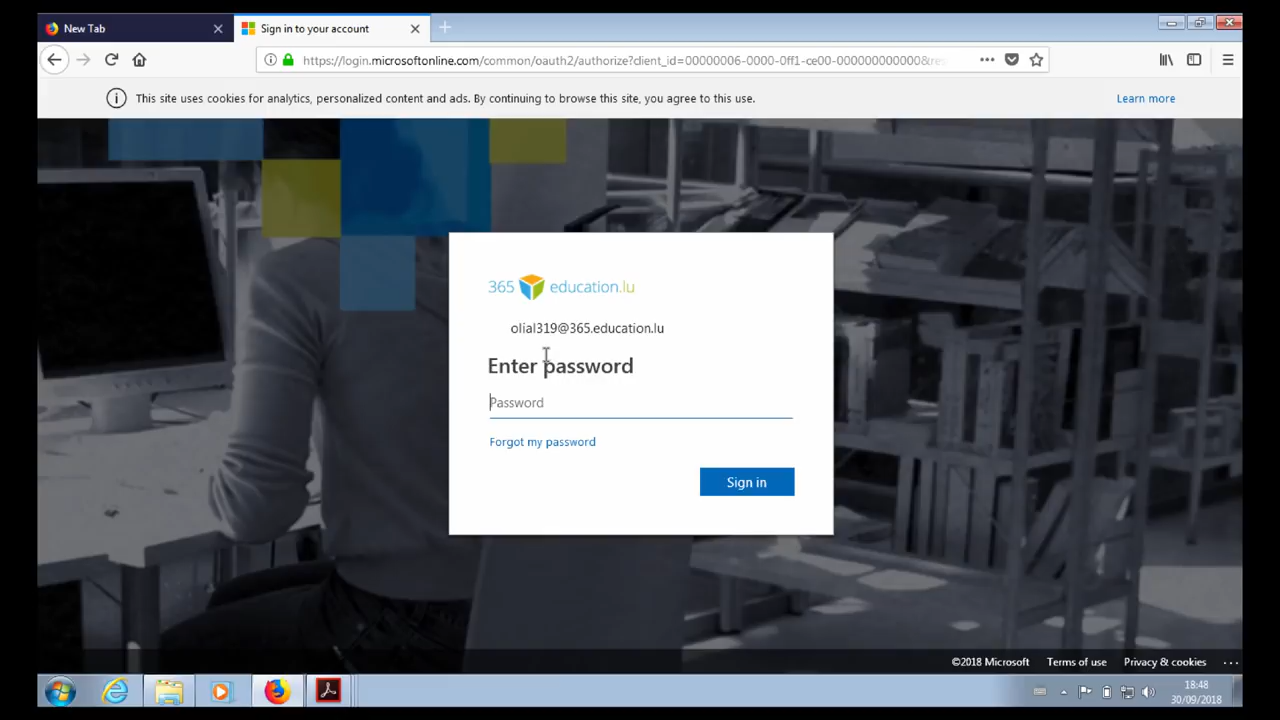 New Tab
Sign in to your account
https://login.microsoftonline.com/common/oauth2/authorize?client_id=00000006-0000-0ff1-ce00-000000000000&re
This site uses cookies for analytics, personalized content and ads. By continuing to browse this site, you agree to this use.
Learn more
365 education.lu
olial319@365.education.lu
Enter password
Password
Forgot my password
Sign in
©2018 Microsoft
Terms of use
Privacy & cookies
18:48
30/09/2018